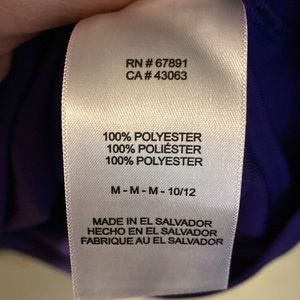 RN # 67891
CA # 43063
100% POLYESTER
100% POLIÉSTER
100% POLYESTER
M - M - M - 10/12
MADE IN EL SALVADOR
HECHO EN EL SALVADOR
FABRIQUE AU EL SALVADOR